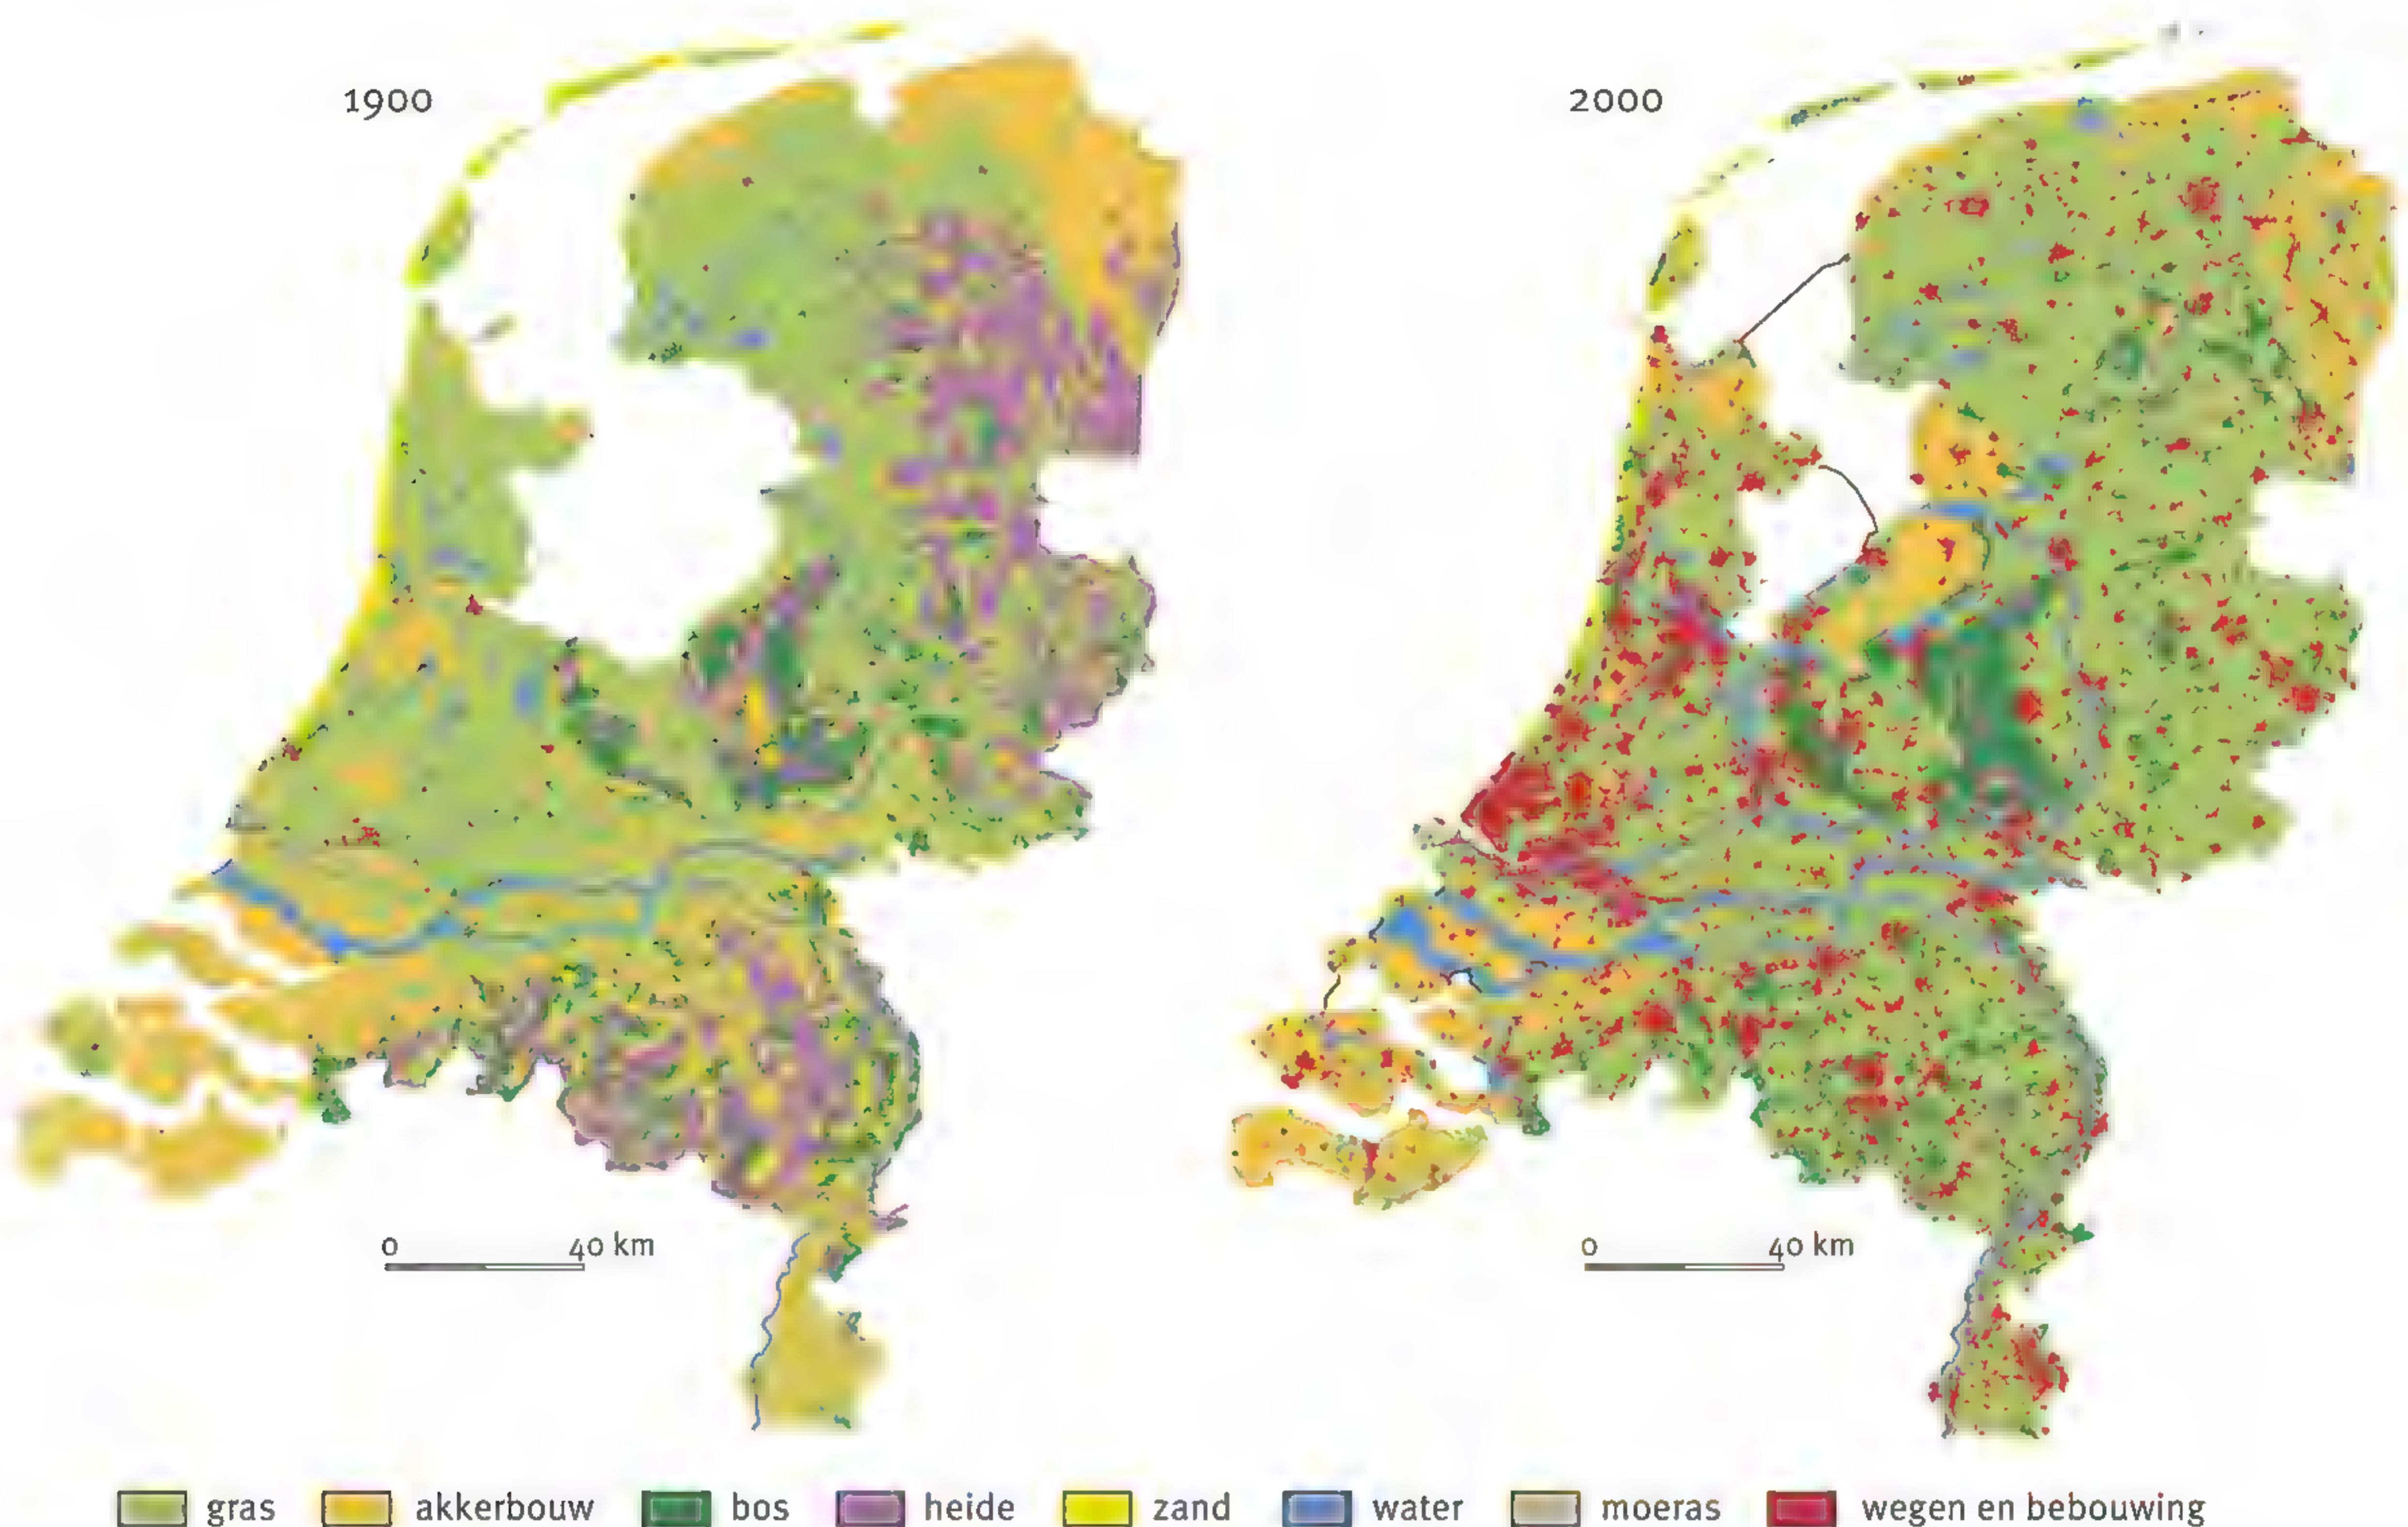 1900
2000
0 40 km
0 40 km
gras akkerbouw bos heide zand water moeras wegen en bebouwing